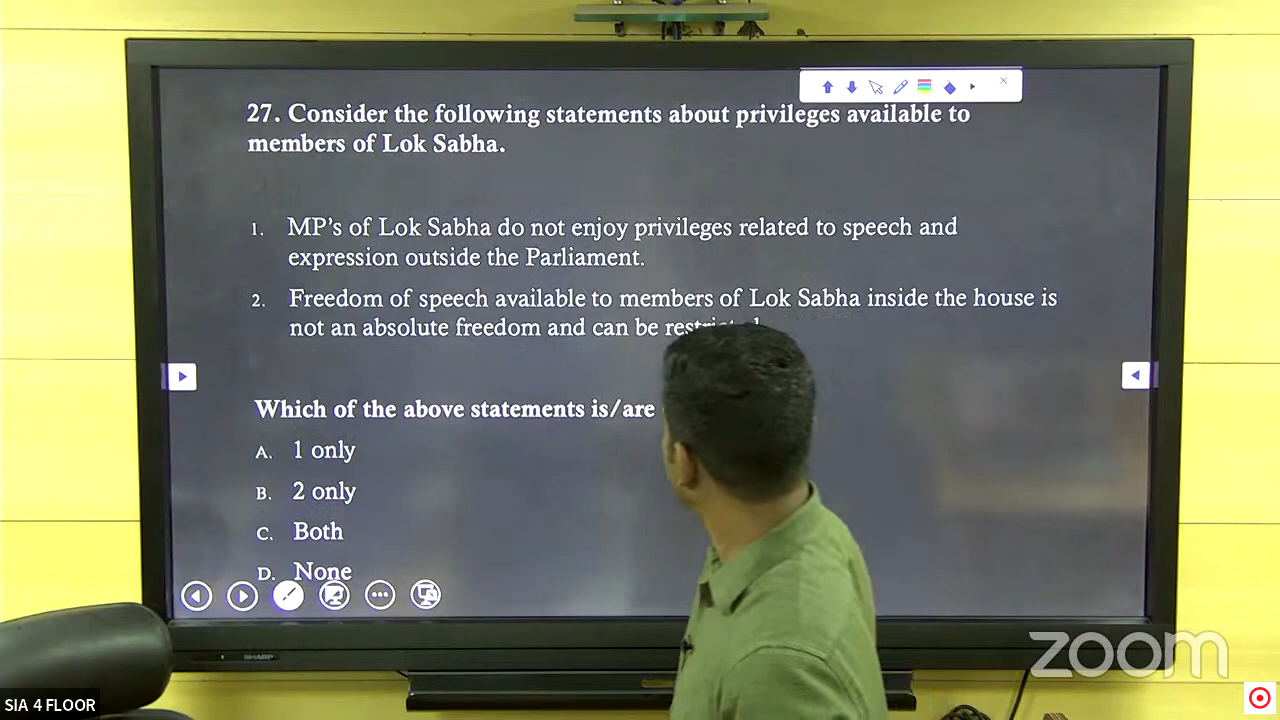 27. Consider the following statements about privileges available to
members of Lok Sabha.
1. MP's of Lok Sabha do not enjoy privileges related to speech and
expression outside the Parliament.
2. Freedom of speech available to members of Lok Sabha inside the house is
not an absolute freedom and can be
Which of the above statements is/are
A. 1 only
B. 2 only
C. Both
D. None
SHARP
zoom
SIA 4 FLOOR